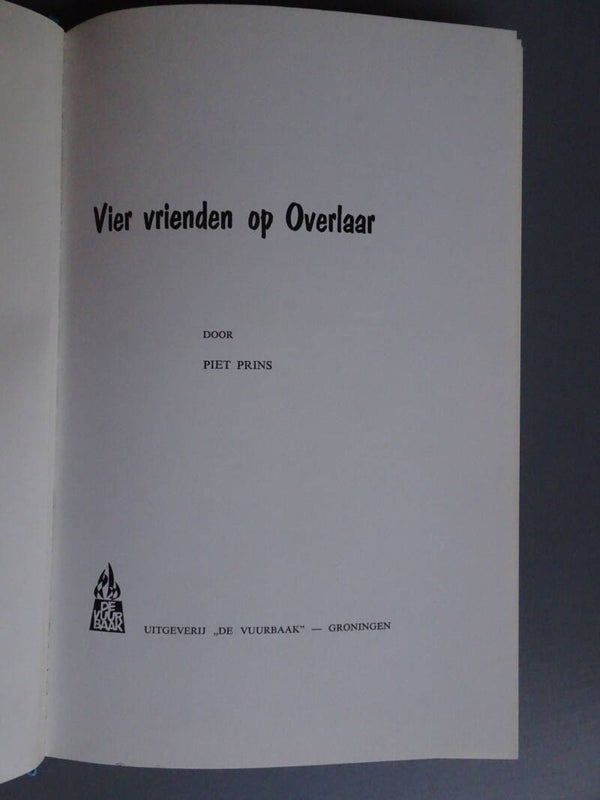 Vier vrienden op Overlaar
DOOR
PIET PRINS
DE
VUUR
BAAK
UITGEVERIJ „DE VUURBAAK” — GRONINGEN